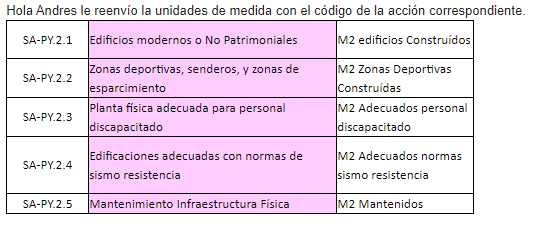 Hola Andres le reenvío la unidades de medida con el código de la acción correspondiente.
SA-PY.2.1 Edificios modernos o No Patrimoniales M2 edificios Construídos
SA-PY.2.2 Zonas deportivas, senderos, y zonas de esparcimiento M2 Zonas Deportivas Construídas
SA-PY.2.3 Planta física adecuada para personal discapacitado M2 Adecuados personal discapacitado
SA-PY.2.4 Edificaciones adecuadas con normas de sismo resistencia M2 Adecuados normas sismo resistencia
SA-PY.2.5 Mantenimiento Infraestructura Física M2 Mantenidos